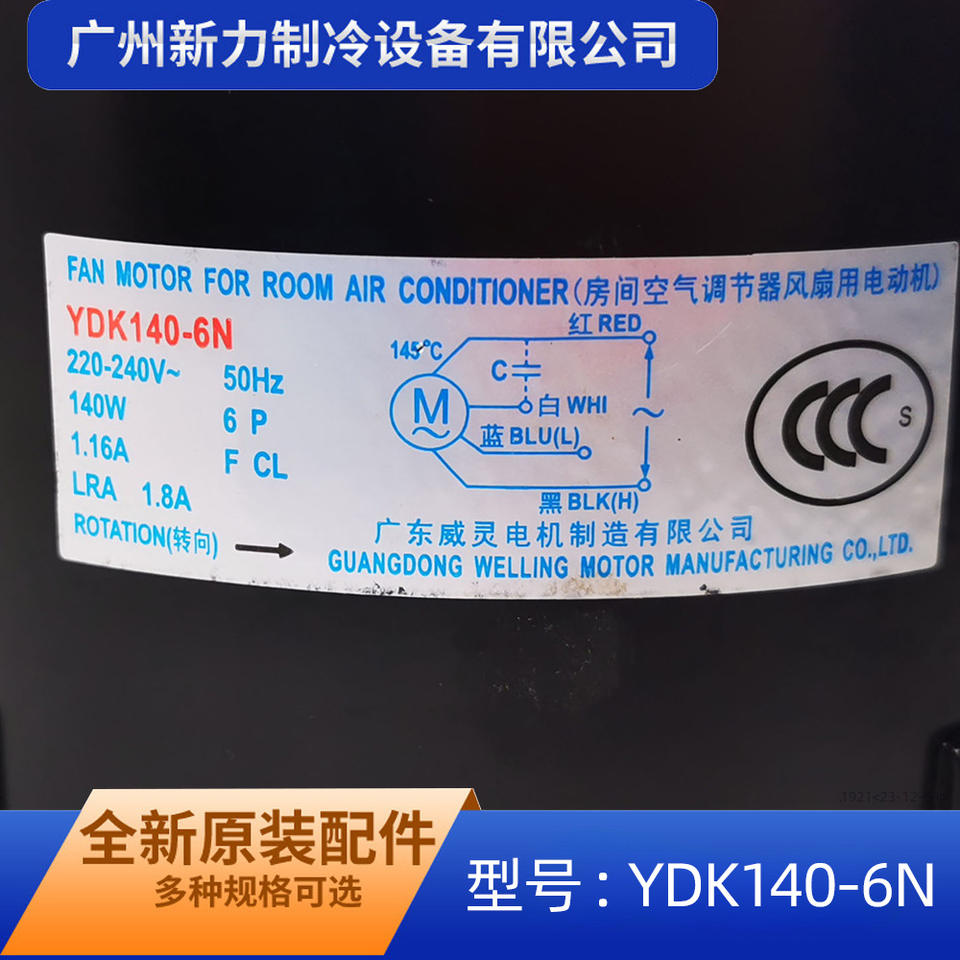 广州新力制冷设备有限公司
FAN MOTOR FOR ROOM AIR CONDITIONER(房间空气调节器风扇用电动机)
YDK140-6N
220-240V~ 50Hz
140W 6 P
1.16A F CL
LRA 1.8A
ROTATION(转向)
145℃
红 RED
C
M
~
白 WHI
蓝 BLU(L)
~
黑 BLK(H)
CCC S
广东威灵电机制造有限公司
GUANGDONG WELLING MOTOR MANUFACTURING CO.,LTD.
全新原装配件
多种规格可选
型号:YDK140-6N